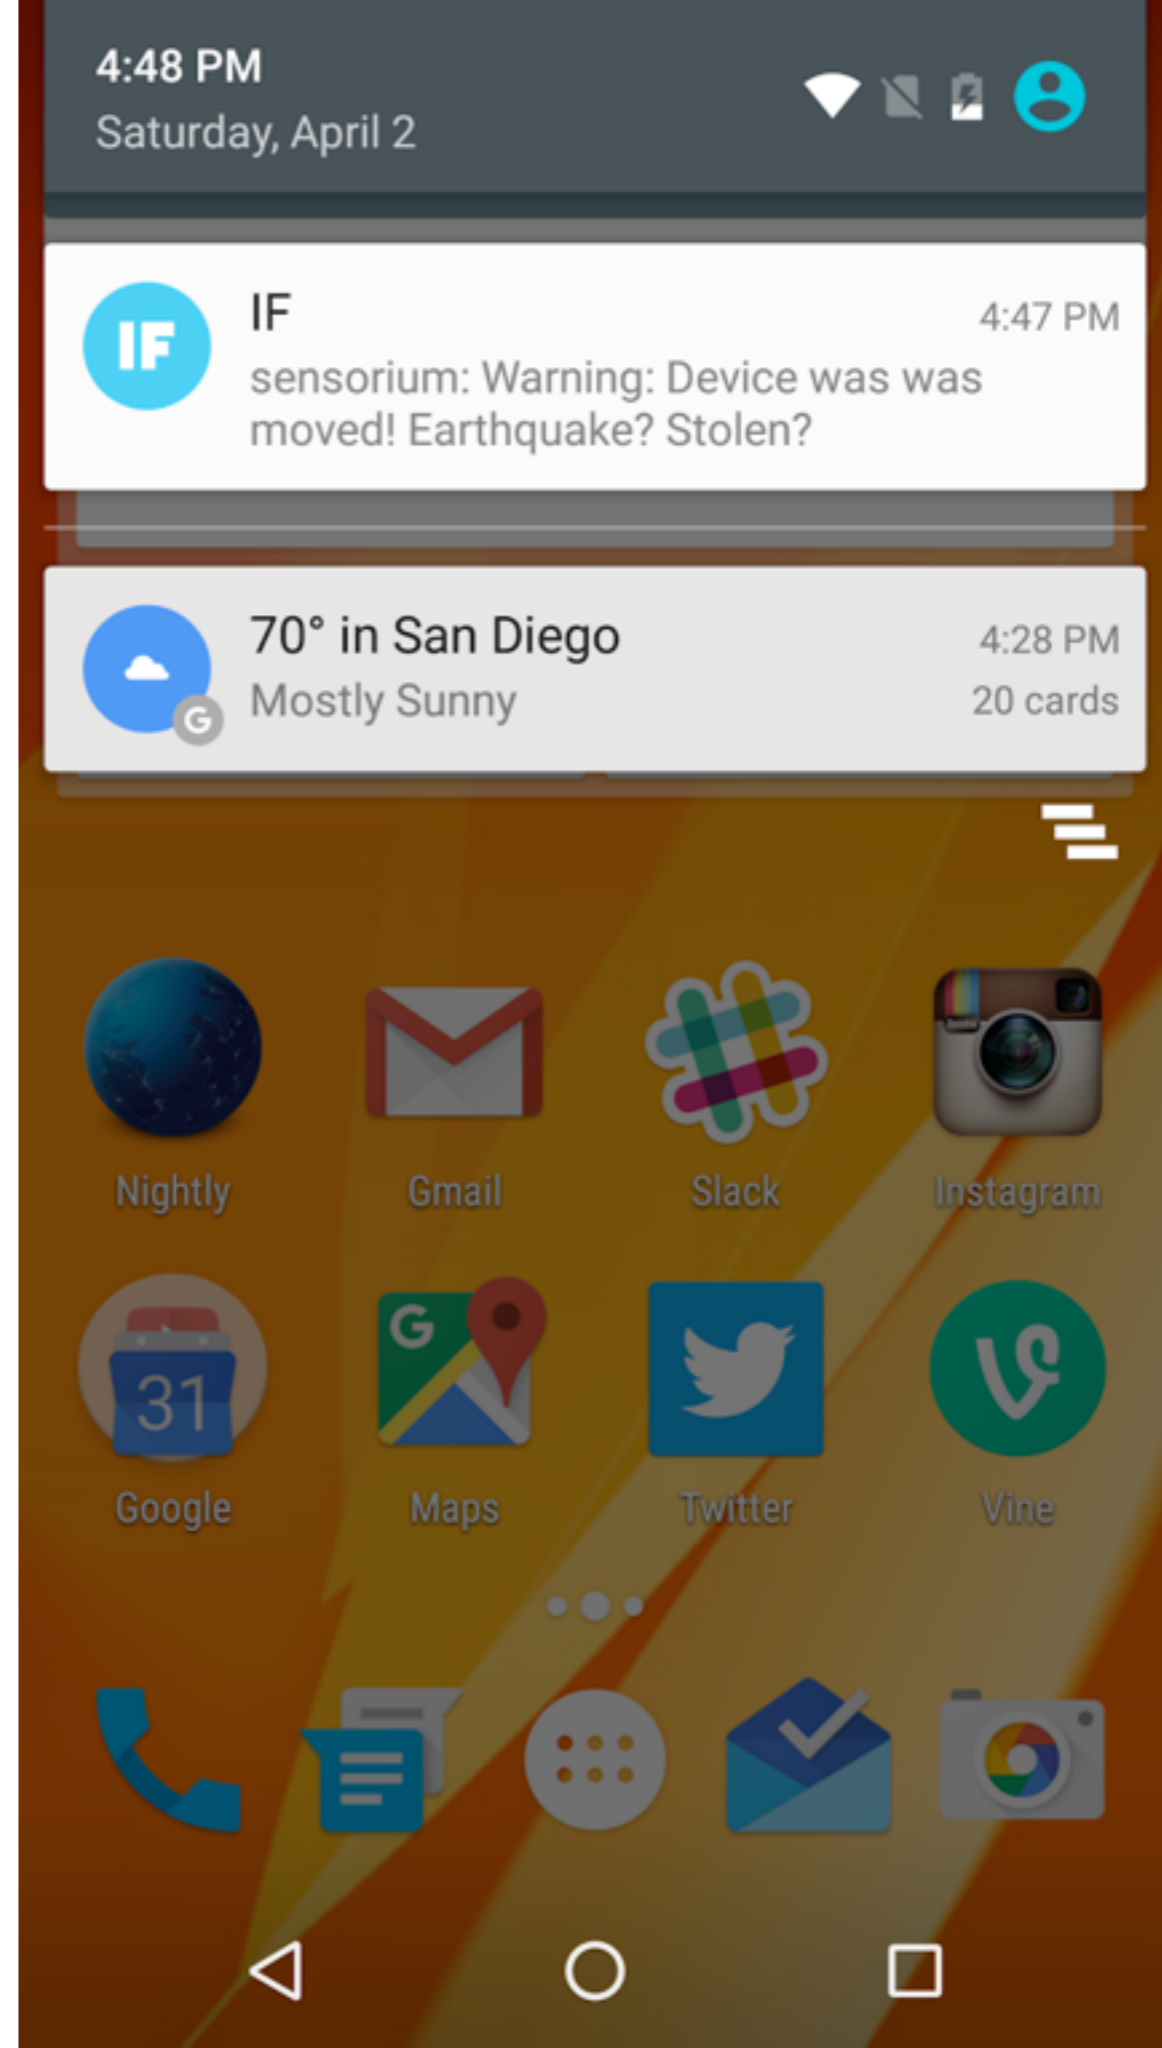 4:48 PM
Saturday, April 2
IF
IF
4:47 PM
sensorium: Warning: Device was was
moved! Earthquake? Stolen?
70° in San Diego
4:28 PM
G
Mostly Sunny
20 cards
Nightly
Gmail
Slack
Instagram
31
G
Google
Maps
Twitter
Vine